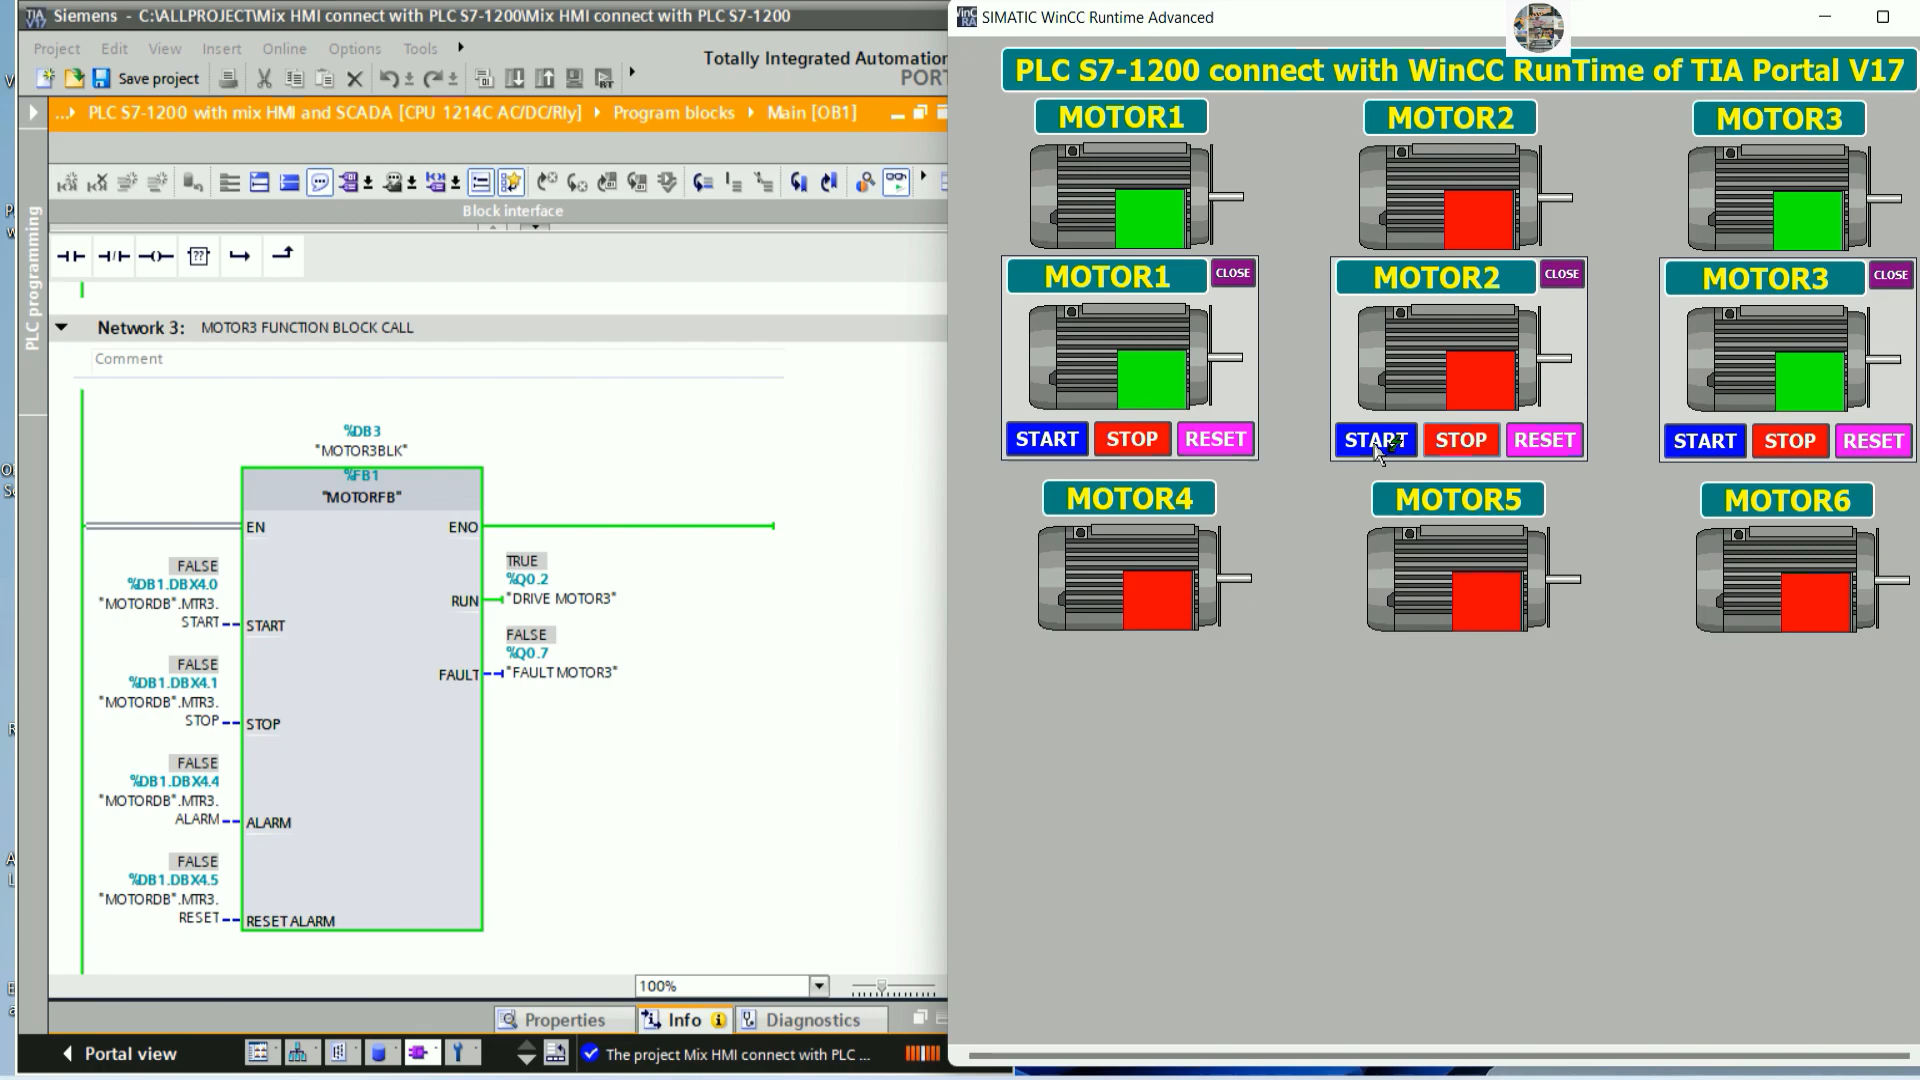 Siemens - C:\ALLPROJECT\Mix HMI connect with PLC S7-1200\Mix HMI connect with PLC S7-1200
Project Edit View Insert Online Options Tools
Totally Integrated Automation
PORT
Save project
PLC S7-1200 with mix HMI and SCADA [CPU 1214C AC/DC/Rly] Program blocks Main [OB1]
Block interface
PLC programming
Network 3: MOTOR3 FUNCTION BLOCK CALL
Comment
%DB3
"MOTOR3BLK"
%FB1
"MOTORFB"
EN ENO
FALSE
%DB1.DBX4.0
"MOTORDB".MTR3.
START START
TRUE
%Q0.2
RUN "DRIVE MOTOR3"
FALSE
%Q0.7
FAULT "FAULT MOTOR3"
FALSE
%DB1.DBX4.1
"MOTORDB".MTR3.
STOP STOP
FALSE
%DB1.DBX4.4
"MOTORDB".MTR3.
ALARM ALARM
FALSE
%DB1.DBX4.5
"MOTORDB".MTR3.
RESET RESET ALARM
100%
Properties Info Diagnostics
Portal view The project Mix HMI connect with PLC ...
SIMATIC WinCC Runtime Advanced
PLC S7-1200 connect with WinCC RunTime of TIA Portal V17
MOTOR1 MOTOR2 MOTOR3
MOTOR1 CLOSE MOTOR2 CLOSE MOTOR3 CLOSE
START STOP RESET START STOP RESET START STOP RESET
MOTOR4 MOTOR5 MOTOR6